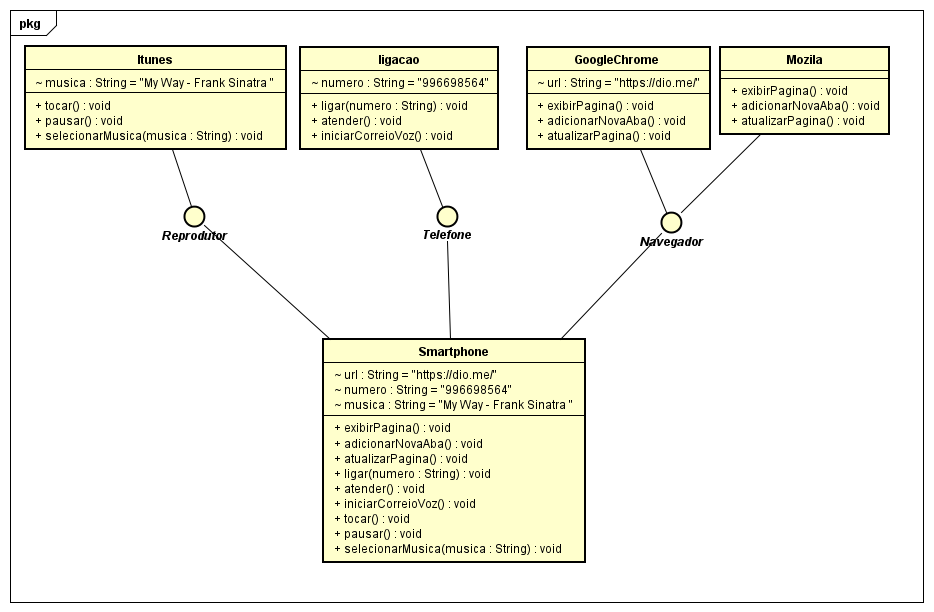 pkg
Itunes
~ musica : String = "My Way - Frank Sinatra "
+ tocar() : void
+ pausar() : void
+ selecionarMusica(musica : String) : void
ligacao
~ numero : String = "996698564"
+ ligar(numero : String) : void
+ atender() : void
+ iniciarCorreioVoz() : void
GoogleChrome
~ url : String = "https://dio.me/"
+ exibirPagina() : void
+ adicionarNovaAba() : void
+ atualizarPagina() : void
Mozila
+ exibirPagina() : void
+ adicionarNovaAba() : void
+ atualizarPagina() : void
Reprodutor
Telefone
Navegador
Smartphone
~ url : String = "https://dio.me/"
~ numero : String = "996698564"
~ musica : String = "My Way - Frank Sinatra "
+ exibirPagina() : void
+ adicionarNovaAba() : void
+ atualizarPagina() : void
+ ligar(numero : String) : void
+ atender() : void
+ iniciarCorreioVoz() : void
+ tocar() : void
+ pausar() : void
+ selecionarMusica(musica : String) : void